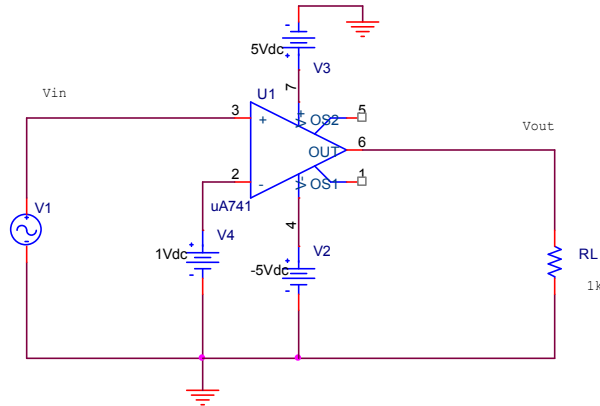 -
5Vdc
+
V3
Vin
U1
7
3
+
V+
OS2
5
Vout
OUT
6
2
-
V-
OS1
1
uA741
V1
+
-
V4
+
1Vdc
-
4
V2
+
-5Vdc
-
RL
1k